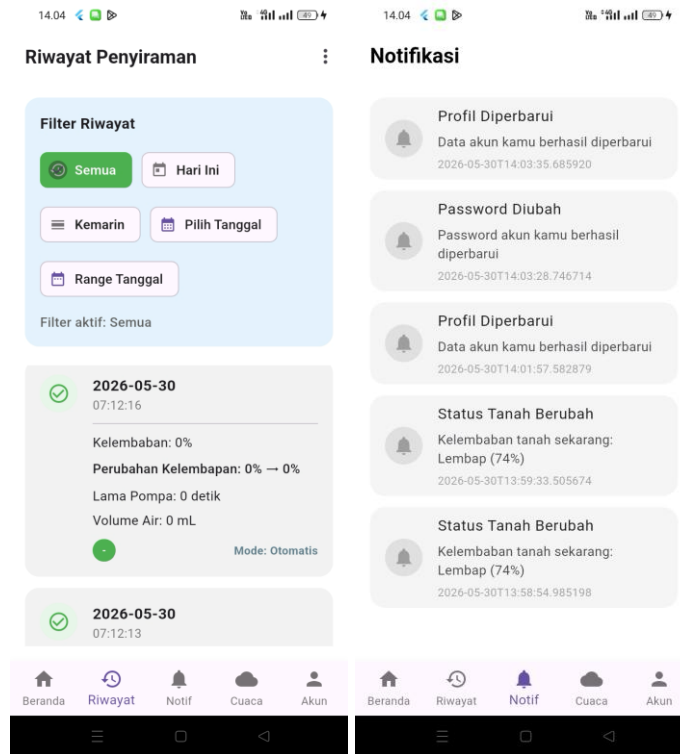 14.04
49
Riwayat Penyiraman
Filter Riwayat
Semua
Hari Ini
Kemarin
Pilih Tanggal
Range Tanggal
Filter aktif: Semua
2026-05-30
07:12:16
Kelembaban: 0%
Perubahan Kelembapan: 0% → 0%
Lama Pompa: 0 detik
Volume Air: 0 mL
-
Mode: Otomatis
2026-05-30
07:12:13
Beranda
Riwayat
Notif
Cuaca
Akun
14.04
49
Notifikasi
Profil Diperbarui
Data akun kamu berhasil diperbarui
2026-05-30T14:03:35.685920
Password Diubah
Password akun kamu berhasil
diperbarui
2026-05-30T14:03:28.746714
Profil Diperbarui
Data akun kamu berhasil diperbarui
2026-05-30T14:01:57.582879
Status Tanah Berubah
Kelembaban tanah sekarang:
Lembap (74%)
2026-05-30T13:59:33.505674
Status Tanah Berubah
Kelembaban tanah sekarang:
Lembap (74%)
2026-05-30T13:58:54.985198
Beranda
Riwayat
Notif
Cuaca
Akun